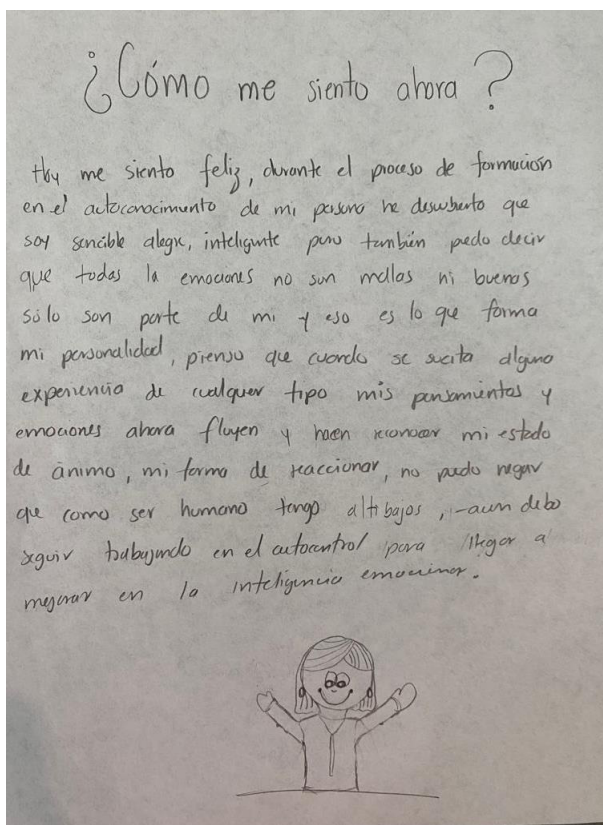 ¿Cómo me siento ahora?
Hoy me siento feliz, durante el proceso de formación
en el autoconocimiento de mi persona he descubierto que
soy sencible alegre, inteligente pero también puedo decir
que todas la emociones no son mallas ni buenas
sólo son parte de mi y eso es lo que forma
mi personalidad, pienso que cuando se sucita alguna
experiencia de cualquer tipo mis pensamientos y
emociones ahora fluyen y hacen reconocer mi estado
de ánimo, mi forma de reaccionar, no puedo negar
que como ser humano tengo altibajos, -aun debo
seguir trabajando en el autocontrol para llegar a
mejorar en la inteligencia emocional.